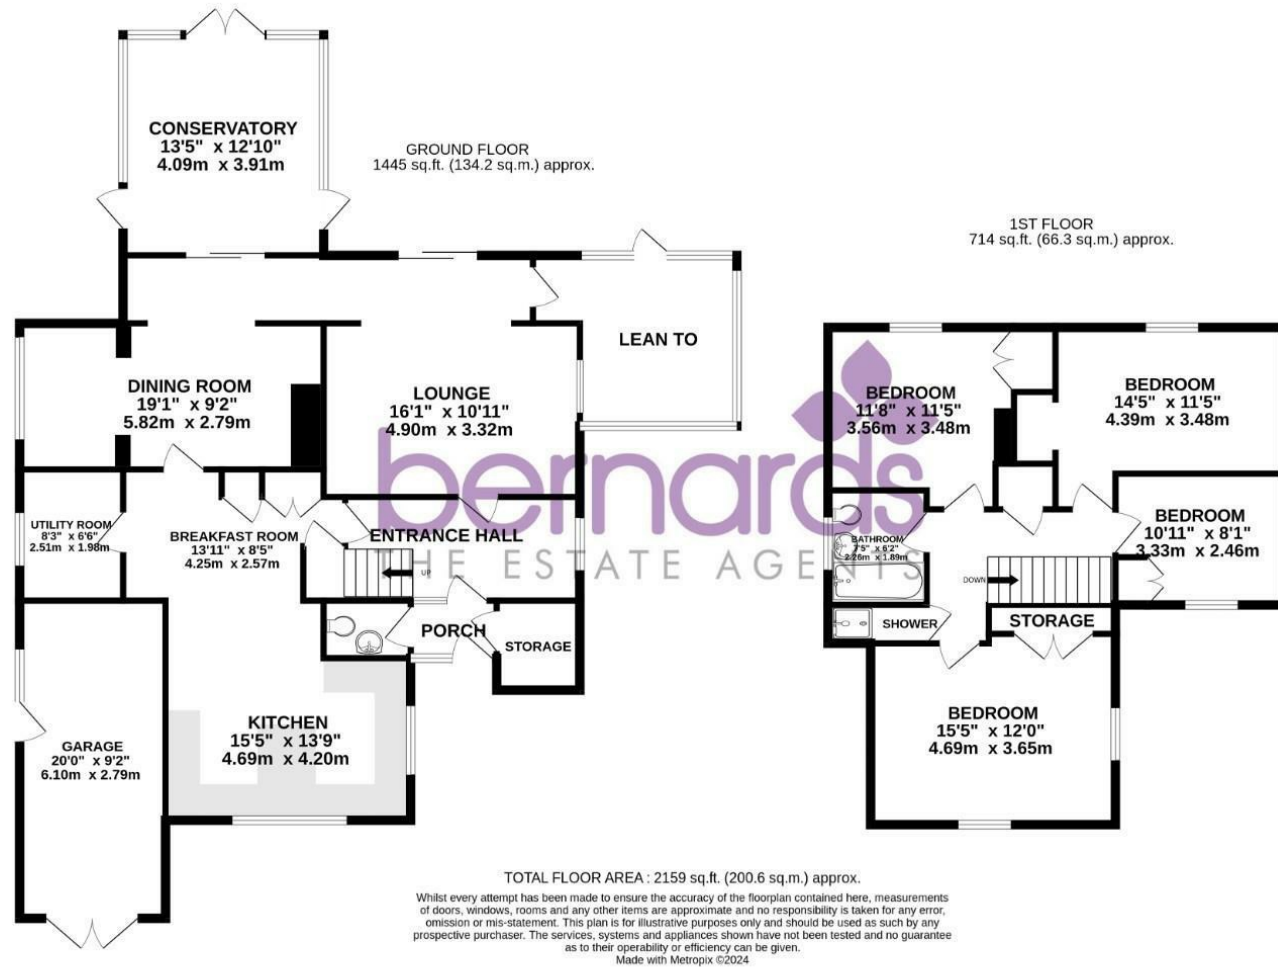 CONSERVATORY
13'5" x 12'10"
4.09m x 3.91m
GROUND FLOOR
1445 sq.ft. (134.2 sq.m.) approx.
LEAN TO
DINING ROOM
19'1" x 9'2"
5.82m x 2.79m
LOUNGE
16'1" x 10'11"
4.90m x 3.32m
UTILITY ROOM
8'3" x 6'6"
2.51m x 1.98m
BREAKFAST ROOM
13'11" x 8'5"
4.25m x 2.57m
ENTRANCE HALL
UP
PORCH
STORAGE
KITCHEN
15'5" x 13'9"
4.69m x 4.20m
GARAGE
20'0" x 9'2"
6.10m x 2.79m
bernards
THE ESTATE AGENTS
1ST FLOOR
714 sq.ft. (66.3 sq.m.) approx.
BEDROOM
11'8" x 11'5"
3.56m x 3.48m
BEDROOM
14'5" x 11'5"
4.39m x 3.48m
BEDROOM
10'11" x 8'1"
3.33m x 2.46m
BATHROOM
7'5" x 6'2"
2.26m x 1.89m
DOWN
SHOWER
STORAGE
BEDROOM
15'5" x 12'0"
4.69m x 3.65m
TOTAL FLOOR AREA : 2159 sq.ft. (200.6 sq.m.) approx.
Whilst every attempt has been made to ensure the accuracy of the floorplan contained here, measurements
of doors, windows, rooms and any other items are approximate and no responsibility is taken for any error,
omission or mis-statement. This plan is for illustrative purposes only and should be used as such by any
prospective purchaser. The services, systems and appliances shown have not been tested and no guarantee
as to their operability or efficiency can be given.
Made with Metropix ©2024